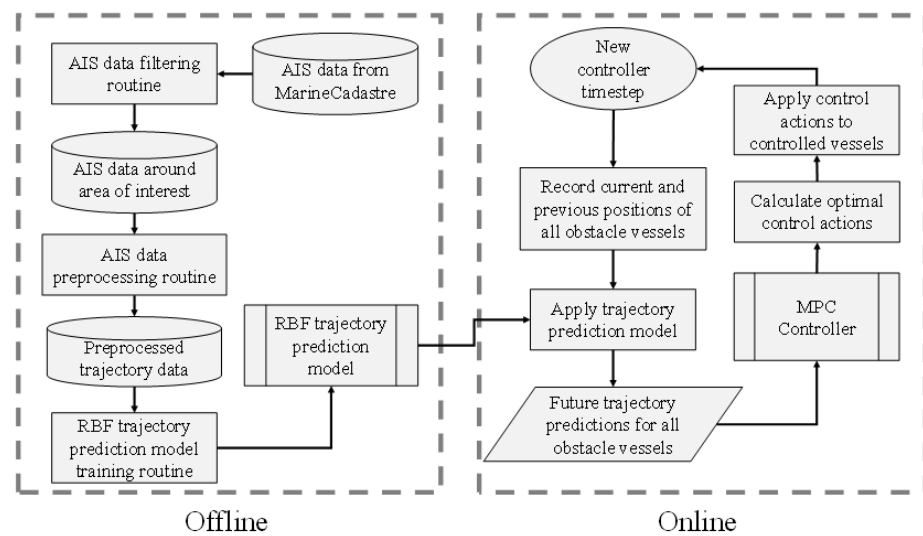 AIS data filtering
routine
AIS data from
MarineCadastre
AIS data around
area of interest
AIS data
preprocessing routine
Preprocessed
trajectory data
RBF trajectory
prediction model
training routine
RBF trajectory
prediction
model
Offline
New
controller
timestep
Record current and
previous positions of
all obstacle vessels
Apply trajectory
prediction model
Future trajectory
predictions for all
obstacle vessels
MPC
Controller
Calculate optimal
control actions
Apply control
actions to
controlled vessels
Online